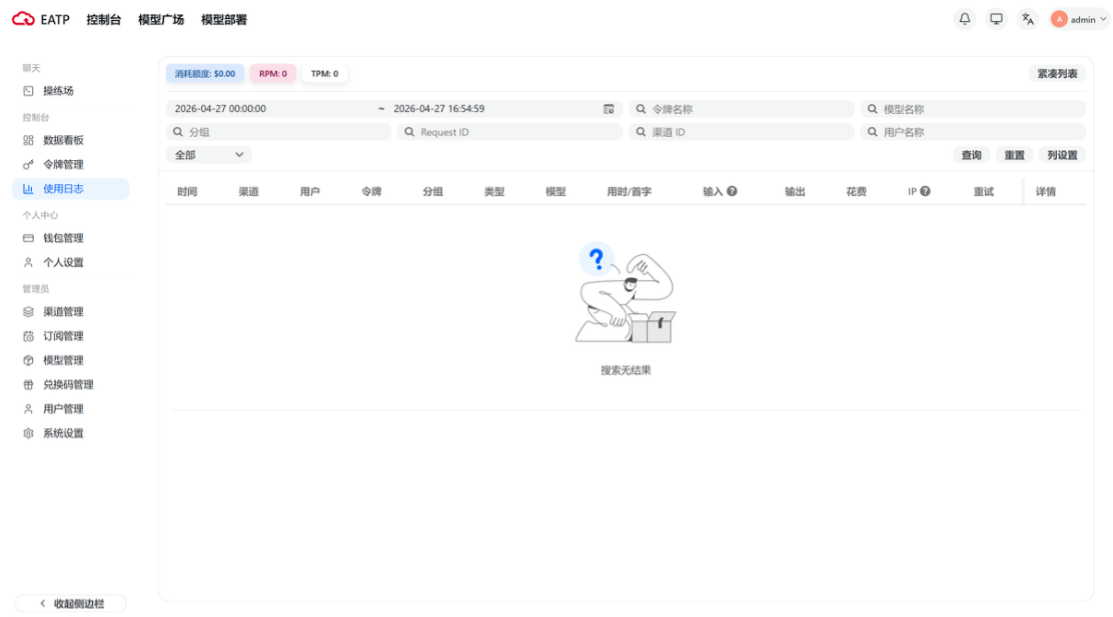 EATP 控制台 模型广场 模型部署 A admin
聊天
操练场
控制台
数据看板
令牌管理
使用日志
个人中心
钱包管理
个人设置
管理员
渠道管理
订阅管理
模型管理
兑换码管理
用户管理
系统设置
收起侧边栏
消耗额度: $0.00 RPM: 0 TPM: 0 紧凑列表
2026-04-27 00:00:00 ~ 2026-04-27 16:54:59 令牌名称 模型名称
分组 Request ID 渠道 ID 用户名称
全部 查询 重置 列设置
时间 渠道 用户 令牌 分组 类型 模型 用时/首字 输入 输出 花费 IP 重试 详情
搜索无结果